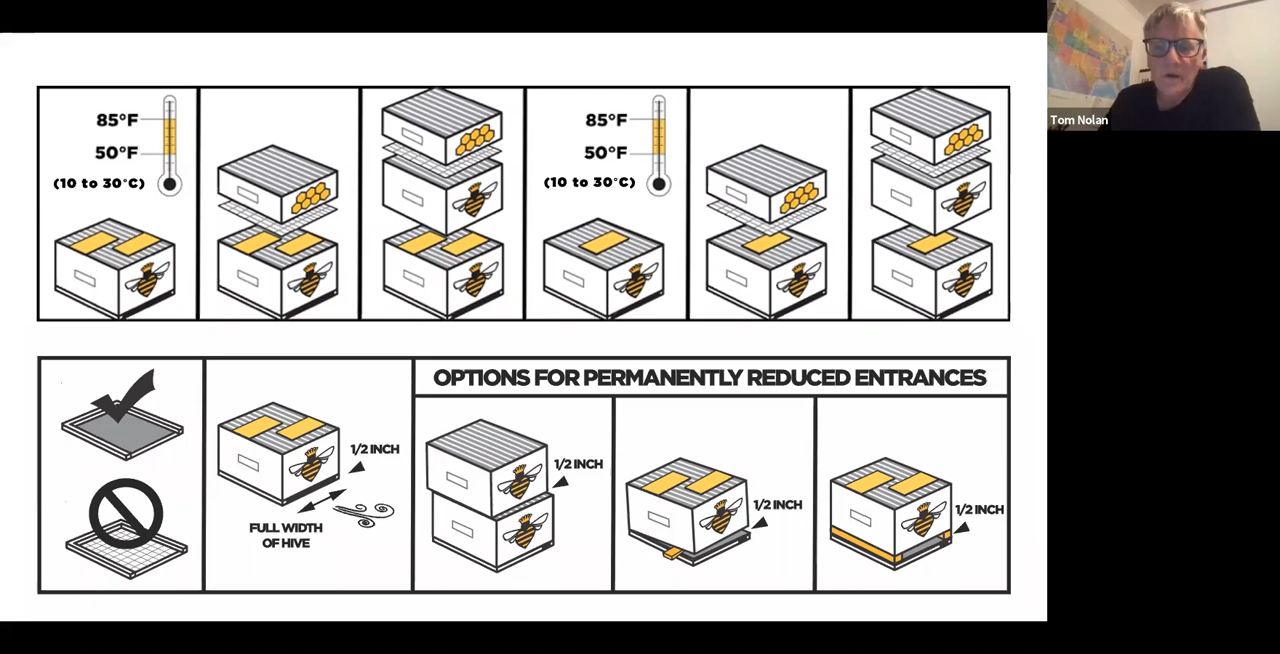 85°F
50°F
(10 to 30°C)
85°F
50°F
(10 to 30°C)
Tom Nolan
OPTIONS FOR PERMANENTLY REDUCED ENTRANCES
1/2 INCH
FULL WIDTH
OF HIVE
1/2 INCH
1/2 INCH
1/2 INCH